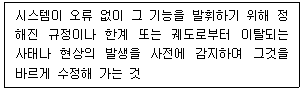 시스템이 오류 없이 그 기능을 발휘하기 위해 정
해진 규정이나 한계 또는 궤도로부터 이탈되는
사태나 현상의 발생을 사전에 감지하여 그것을
바르게 수정해 가는 것